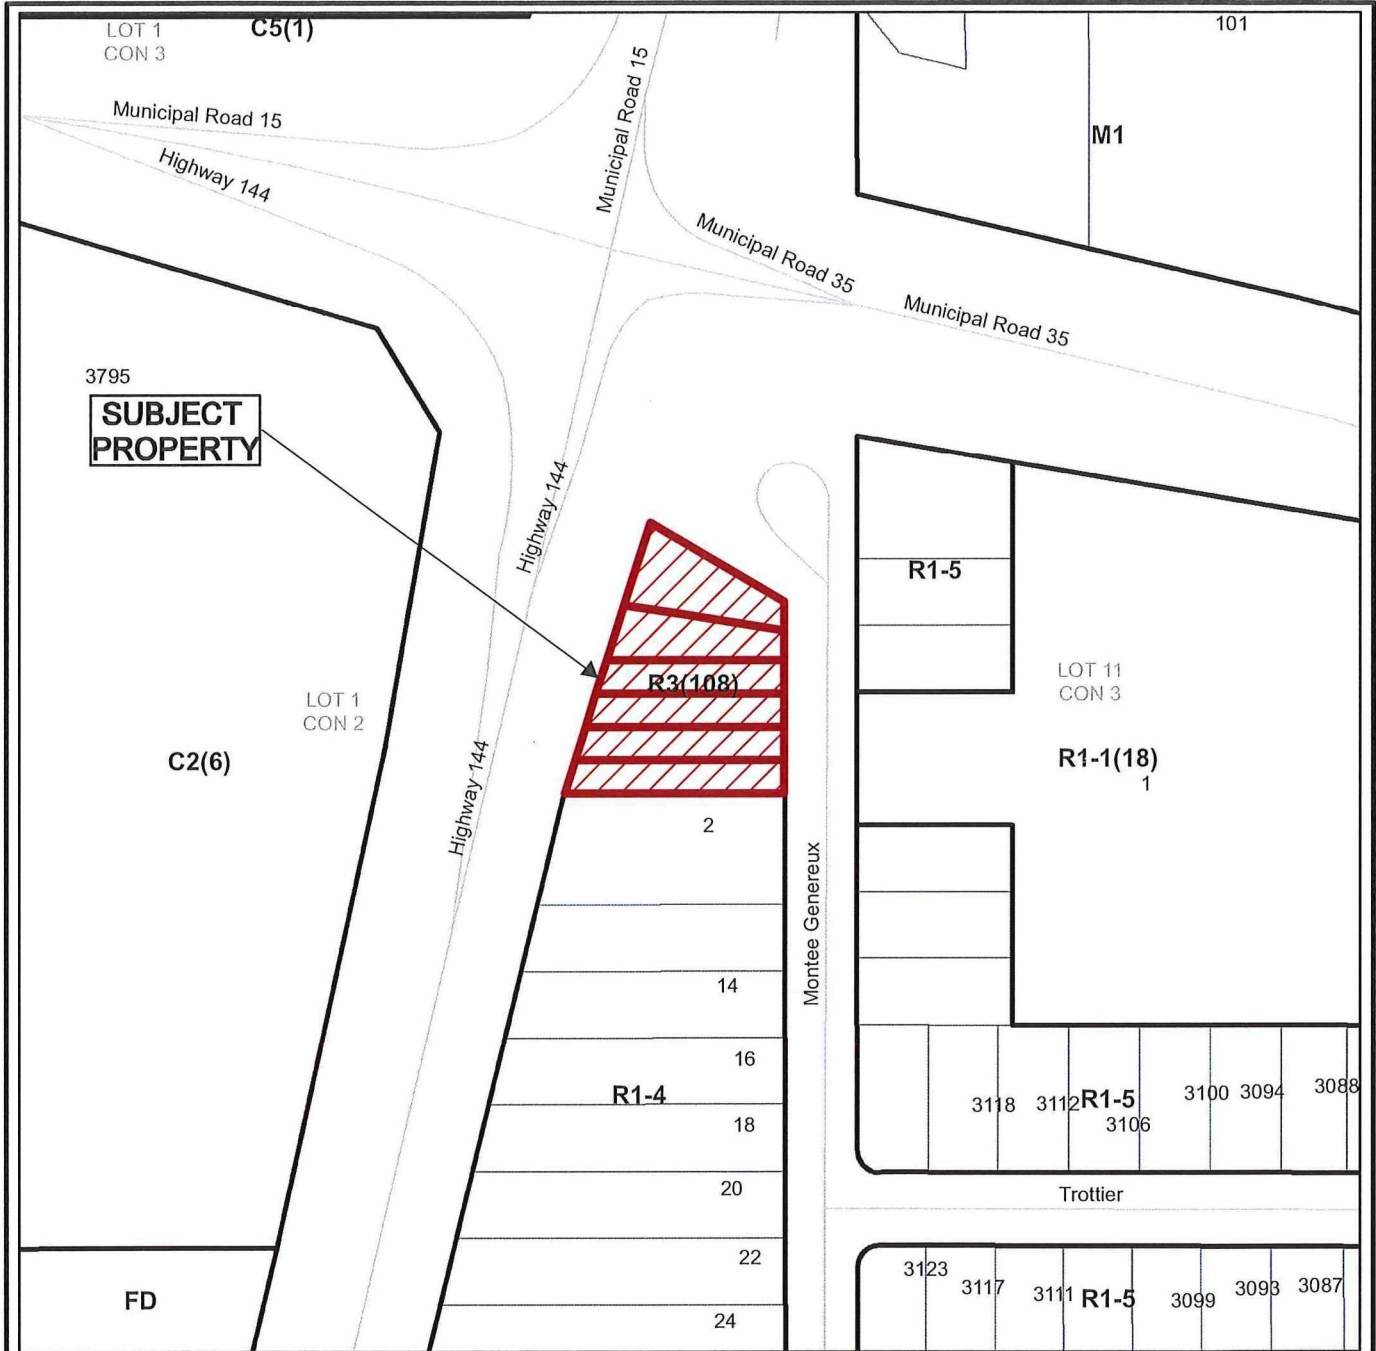 LOT 1
CON 3
C5(1)
101
Municipal Road 15
Municipal Road 15
M1
Highway 144
Municipal Road 35
Municipal Road 35
3795
SUBJECT
PROPERTY
Highway 144
R1-5
R3(108)
LOT 11
CON 3
LOT 1
CON 2
C2(6)
R1-1(18)
1
Highway 144
2
Montee Genereux
14
16
R1-4
18
3118
3112
R1-5
3106
3100
3094
3088
20
Trottier
22
24
FD
3123
3117
3111
R1-5
3099
3093
3087